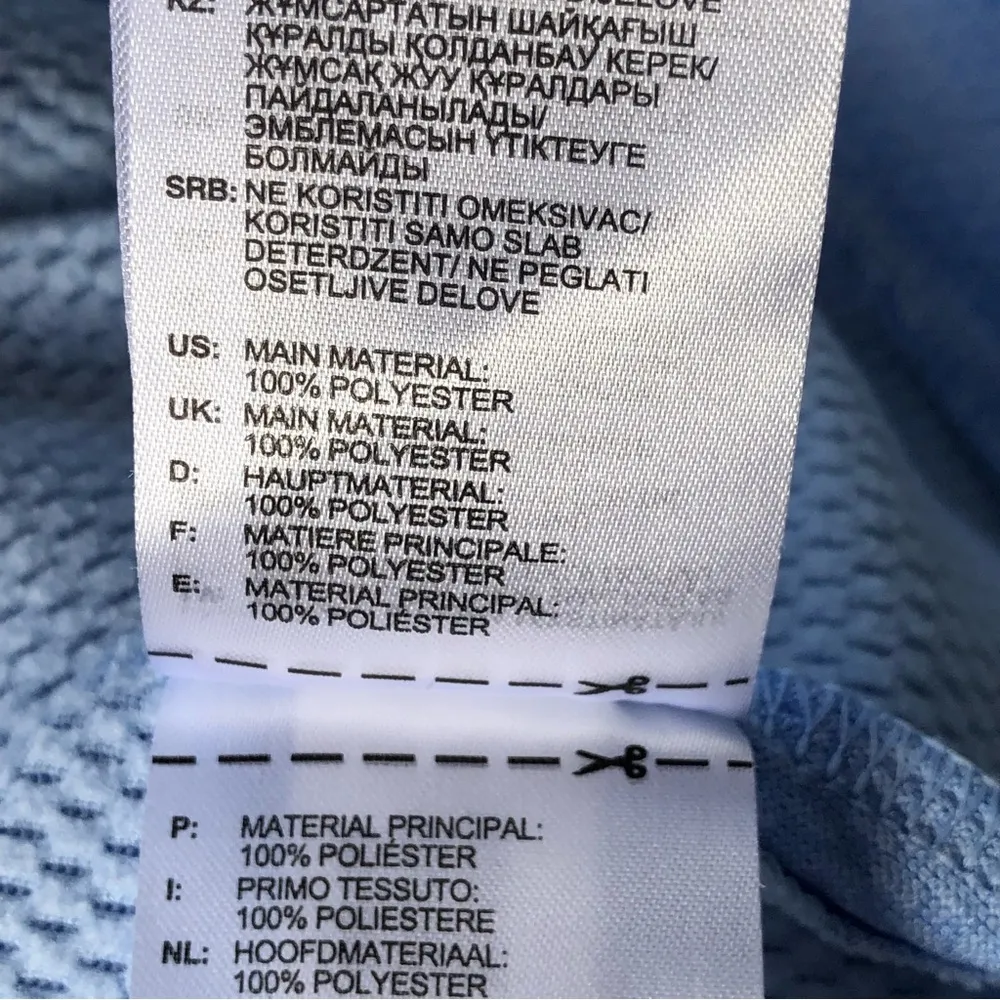 KZ: ЖҰМСАРТАТЫН ШАЙҚАҒЫШ
ҚҰРАЛДЫ ҚОЛДАНБАУ КЕРЕК/
ЖҰМСАҚ ЖУУ ҚҰРАЛДАРЫ
ПАЙДАЛАНЫЛАДЫ/
ЭМБЛЕМАСЫН ҮТІКТЕУГЕ
БОЛМАЙДЫ
SRB: NE KORISTITI OMEKSIVAC/
KORISTITI SAMO SLAB
DETERDZENT/ NE PEGLATI
OSETLJIVE DELOVE
US: MAIN MATERIAL:
100% POLYESTER
UK: MAIN MATERIAL:
100% POLYESTER
D: HAUPTMATERIAL:
100% POLYESTER
F: MATIERE PRINCIPALE:
100% POLYESTER
E: MATERIAL PRINCIPAL:
100% POLIÉSTER
P: MATERIAL PRINCIPAL:
100% POLIÉSTER
I: PRIMO TESSUTO:
100% POLIESTERE
NL: HOOFDMATERIAAL:
100% POLYESTER